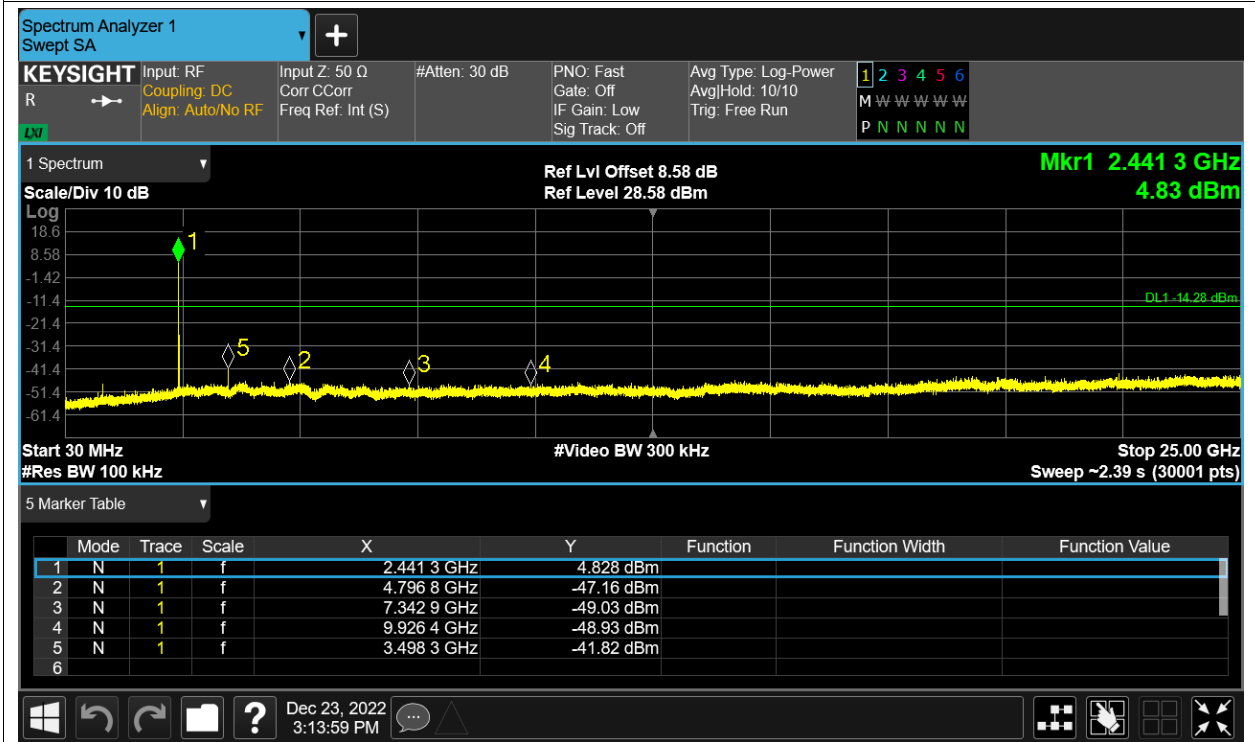 Spectrum Analyzer 1
Swept SA
KEYSIGHT
R
LXI
Input: RF
Coupling: DC
Align: Auto/No RF
Input Z: 50 Ω
Corr CCorr
Freq Ref: Int (S)
#Atten: 30 dB
PNO: Fast
Gate: Off
IF Gain: Low
Sig Track: Off
Avg Type: Log-Power
Avg|Hold: 10/10
Trig: Free Run
1 2 3 4 5 6
M W W W W W
P N N N N N
1 Spectrum
Scale/Div 10 dB
Ref Lvl Offset 8.58 dB
Ref Level 28.58 dBm
Mkr1 2.441 3 GHz
4.83 dBm
Log
18.6
8.58
-1.42
-11.4
-21.4
-31.4
-41.4
-51.4
-61.4
1
5
2
3
4
DL1 -14.28 dBm
Start 30 MHz
#Res BW 100 kHz
#Video BW 300 kHz
Stop 25.00 GHz
Sweep ~2.39 s (30001 pts)
5 Marker Table
Mode Trace Scale X Y Function Function Width Function Value
1 N 1 f 2.441 3 GHz 4.828 dBm
2 N 1 f 4.796 8 GHz -47.16 dBm
3 N 1 f 7.342 9 GHz -49.03 dBm
4 N 1 f 9.926 4 GHz -48.93 dBm
5 N 1 f 3.498 3 GHz -41.82 dBm
6
?
Dec 23, 2022
3:13:59 PM